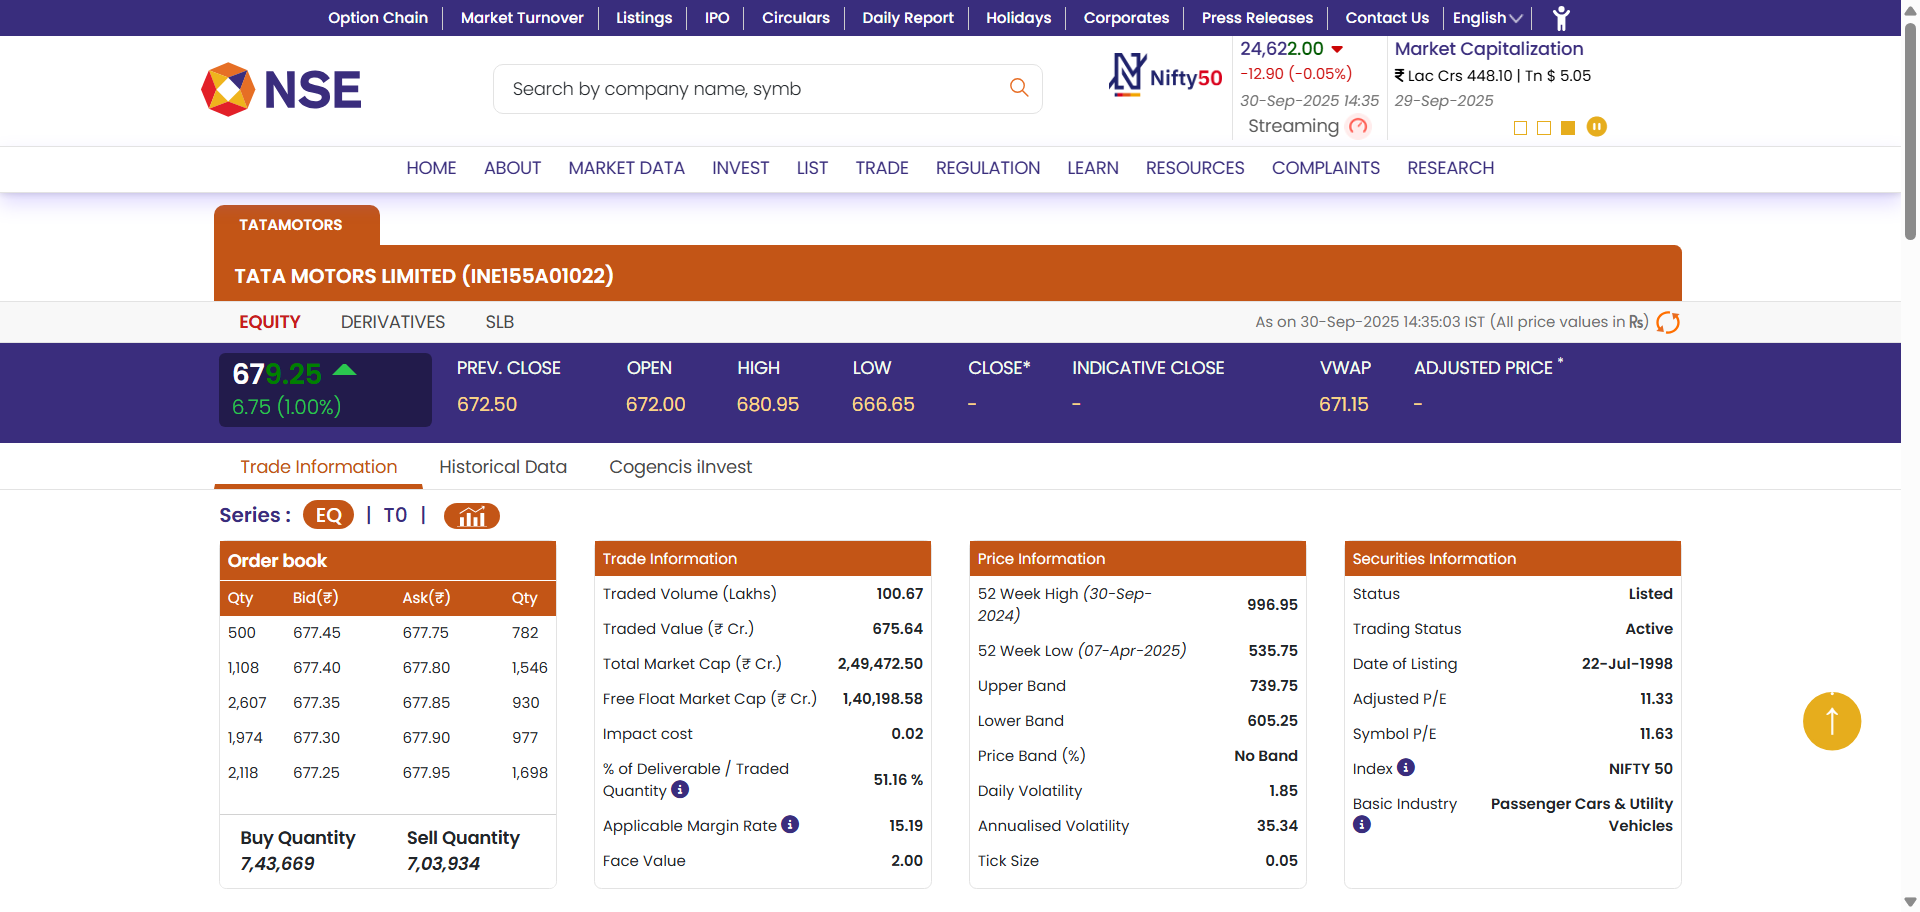 Option Chain Market Turnover Listings IPO Circulars Daily Report Holidays Corporates Press Releases Contact Us English
NSE
Search by company name, symb
Nifty50
24,622.00
-12.90 (-0.05%)
30-Sep-2025 14:35
Streaming
Market Capitalization
₹ Lac Crs 448.10 | Tn $ 5.05
29-Sep-2025
HOME ABOUT MARKET DATA INVEST LIST TRADE REGULATION LEARN RESOURCES COMPLAINTS RESEARCH
TATAMOTORS
TATA MOTORS LIMITED (INE155A01022)
EQUITY DERIVATIVES SLB As on 30-Sep-2025 14:35:03 IST (All price values in ₨)
679.25
6.75 (1.00%)
PREV. CLOSE OPEN HIGH LOW CLOSE* INDICATIVE CLOSE VWAP ADJUSTED PRICE *
672.50 672.00 680.95 666.65 - - 671.15 -
Trade Information Historical Data Cogencis iInvest
Series : EQ | T0 |
Order book
Qty Bid(₹) Ask(₹) Qty
500 677.45 677.75 782
1,108 677.40 677.80 1,546
2,607 677.35 677.85 930
1,974 677.30 677.90 977
2,118 677.25 677.95 1,698
Buy Quantity Sell Quantity
7,43,669 7,03,934
Trade Information
Traded Volume (Lakhs) 100.67
Traded Value (₹ Cr.) 675.64
Total Market Cap (₹ Cr.) 2,49,472.50
Free Float Market Cap (₹ Cr.) 1,40,198.58
Impact cost 0.02
% of Deliverable / Traded
Quantity 51.16 %
Applicable Margin Rate 15.19
Face Value 2.00
Price Information
52 Week High (30-Sep-
2024) 996.95
52 Week Low (07-Apr-2025) 535.75
Upper Band 739.75
Lower Band 605.25
Price Band (%) No Band
Daily Volatility 1.85
Annualised Volatility 35.34
Tick Size 0.05
Securities Information
Status Listed
Trading Status Active
Date of Listing 22-Jul-1998
Adjusted P/E 11.33
Symbol P/E 11.63
Index NIFTY 50
Basic Industry Passenger Cars & Utility
Vehicles